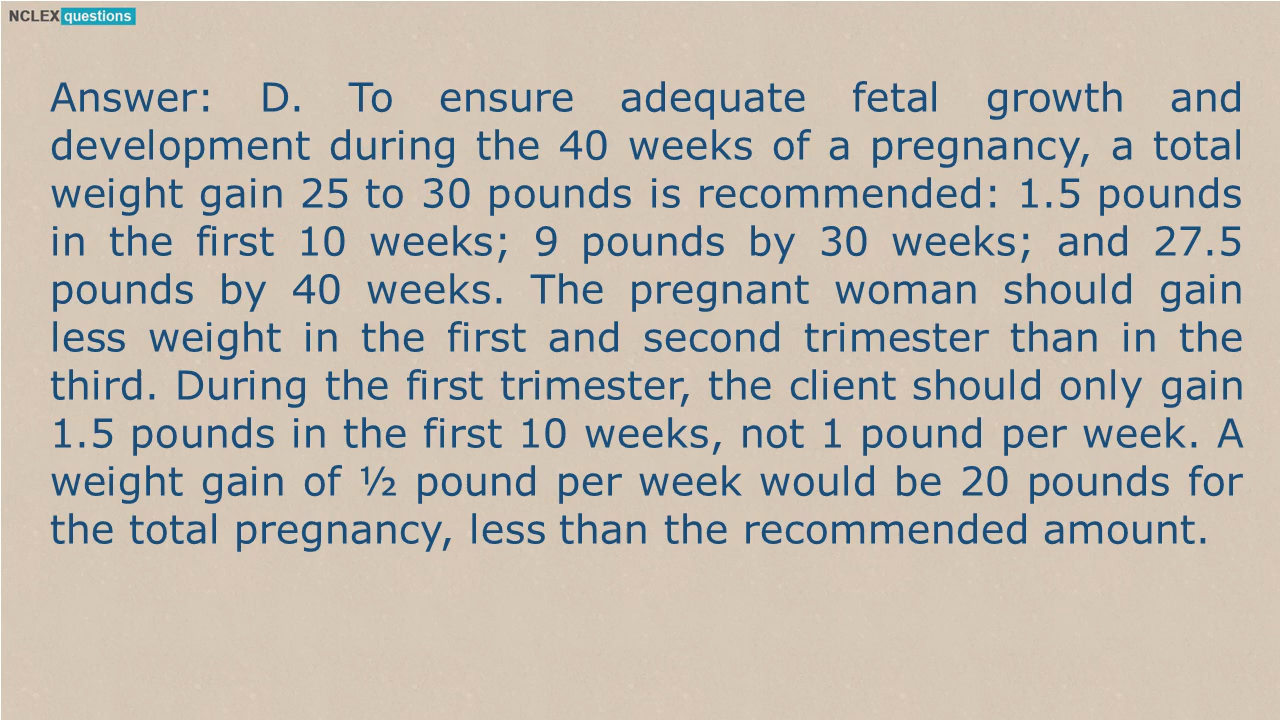 NCLEX questions
Answer: D. To ensure adequate fetal growth and
development during the 40 weeks of a pregnancy, a total
weight gain 25 to 30 pounds is recommended: 1.5 pounds
in the first 10 weeks; 9 pounds by 30 weeks; and 27.5
pounds by 40 weeks. The pregnant woman should gain
less weight in the first and second trimester than in the
third. During the first trimester, the client should only gain
1.5 pounds in the first 10 weeks, not 1 pound per week. A
weight gain of ½ pound per week would be 20 pounds for
the total pregnancy, less than the recommended amount.